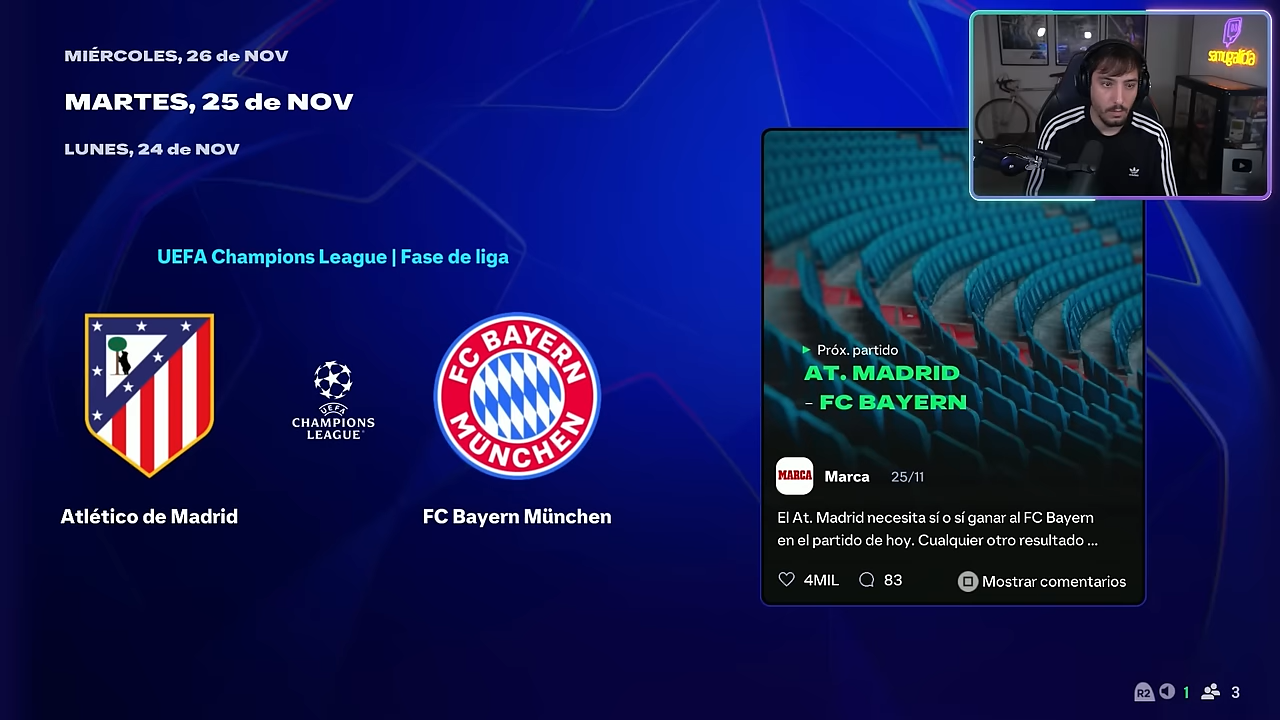 MIÉRCOLES, 26 de NOV
MARTES, 25 de NOV
LUNES, 24 de NOV
UEFA Champions League | Fase de liga
FC BAYERN
MÜNCHEN
UEFA
CHAMPIONS
LEAGUE
Atlético de Madrid
FC Bayern München
samugalida
Próx. partido
AT. MADRID
- FC BAYERN
MARCA
Marca
25/11
El At. Madrid necesita sí o sí ganar al FC Bayern
en el partido de hoy. Cualquier otro resultado ...
4MIL
83
Mostrar comentarios
R2
1
3